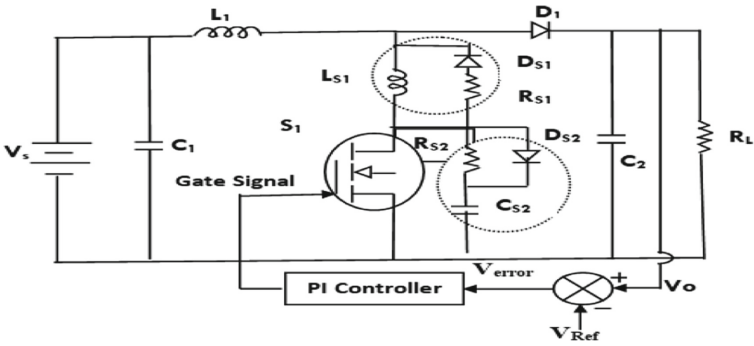 L1
D1
DS1
LS1
RS1
S1
RS2
DS2
Vs
C1
C2
RL
Gate Signal
CS2
Verror
PI Controller
+
Vo
−
VRef